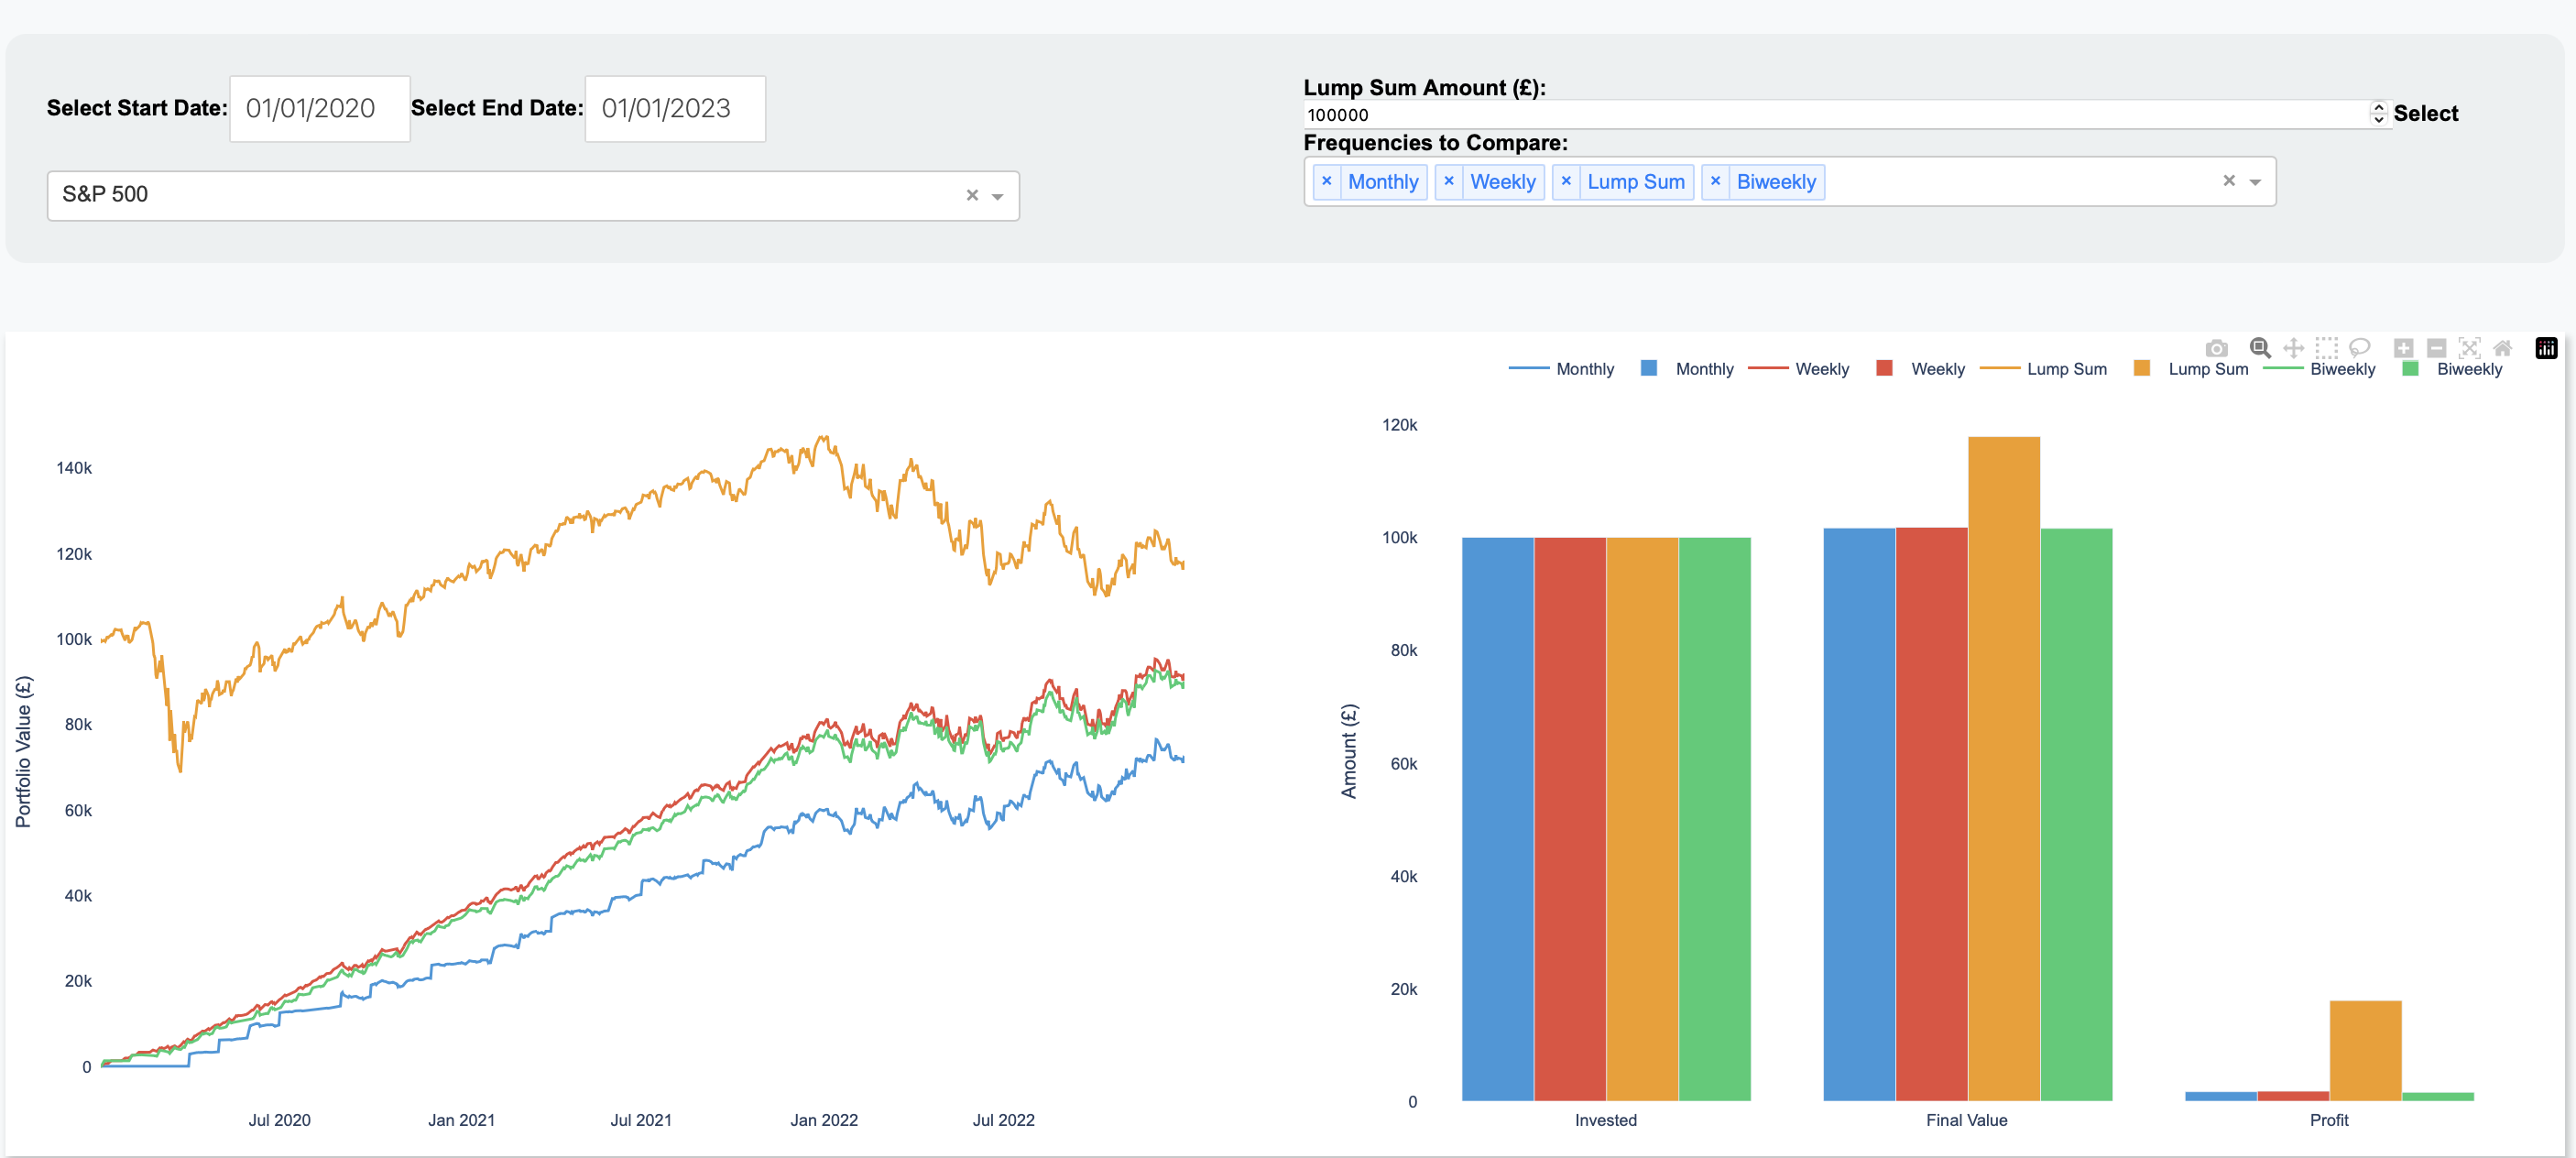 Select Start Date: 01/01/2020 Select End Date: 01/01/2023
S&P 500
Lump Sum Amount (£):
100000 Select
Frequencies to Compare:
× Monthly × Weekly × Lump Sum × Biweekly
Monthly Monthly Weekly Weekly Lump Sum Lump Sum Biweekly Biweekly
Portfolio Value (£)
140k
120k
100k
80k
60k
40k
20k
0
Jul 2020 Jan 2021 Jul 2021 Jan 2022 Jul 2022
Amount (£)
120k
100k
80k
60k
40k
20k
0
Invested Final Value Profit